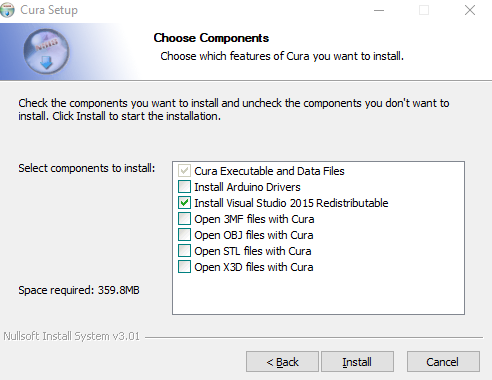 Cura Setup
Choose Components
Choose which features of Cura you want to install.
Check the components you want to install and uncheck the components you don't want to
install. Click Install to start the installation.
Select components to install:
Cura Executable and Data Files
Install Arduino Drivers
Install Visual Studio 2015 Redistributable
Open 3MF files with Cura
Open OBJ files with Cura
Open STL files with Cura
Open X3D files with Cura
Space required: 359.8MB
Nullsoft Install System v3.01
< Back
Install
Cancel